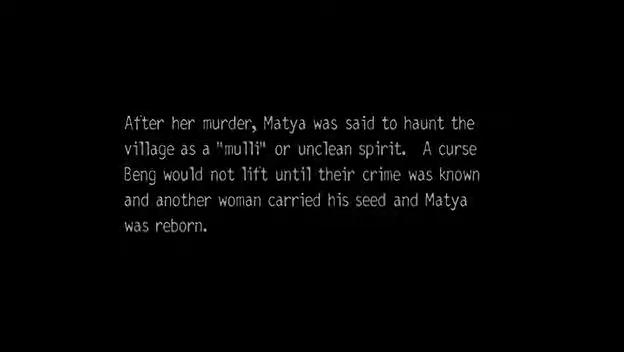 After her murder, Matya was said to haunt the
village as a "mulli" or unclean spirit.  A curse
Beng would not lift until their crime was known
and another woman carried his seed and Matya
was reborn.